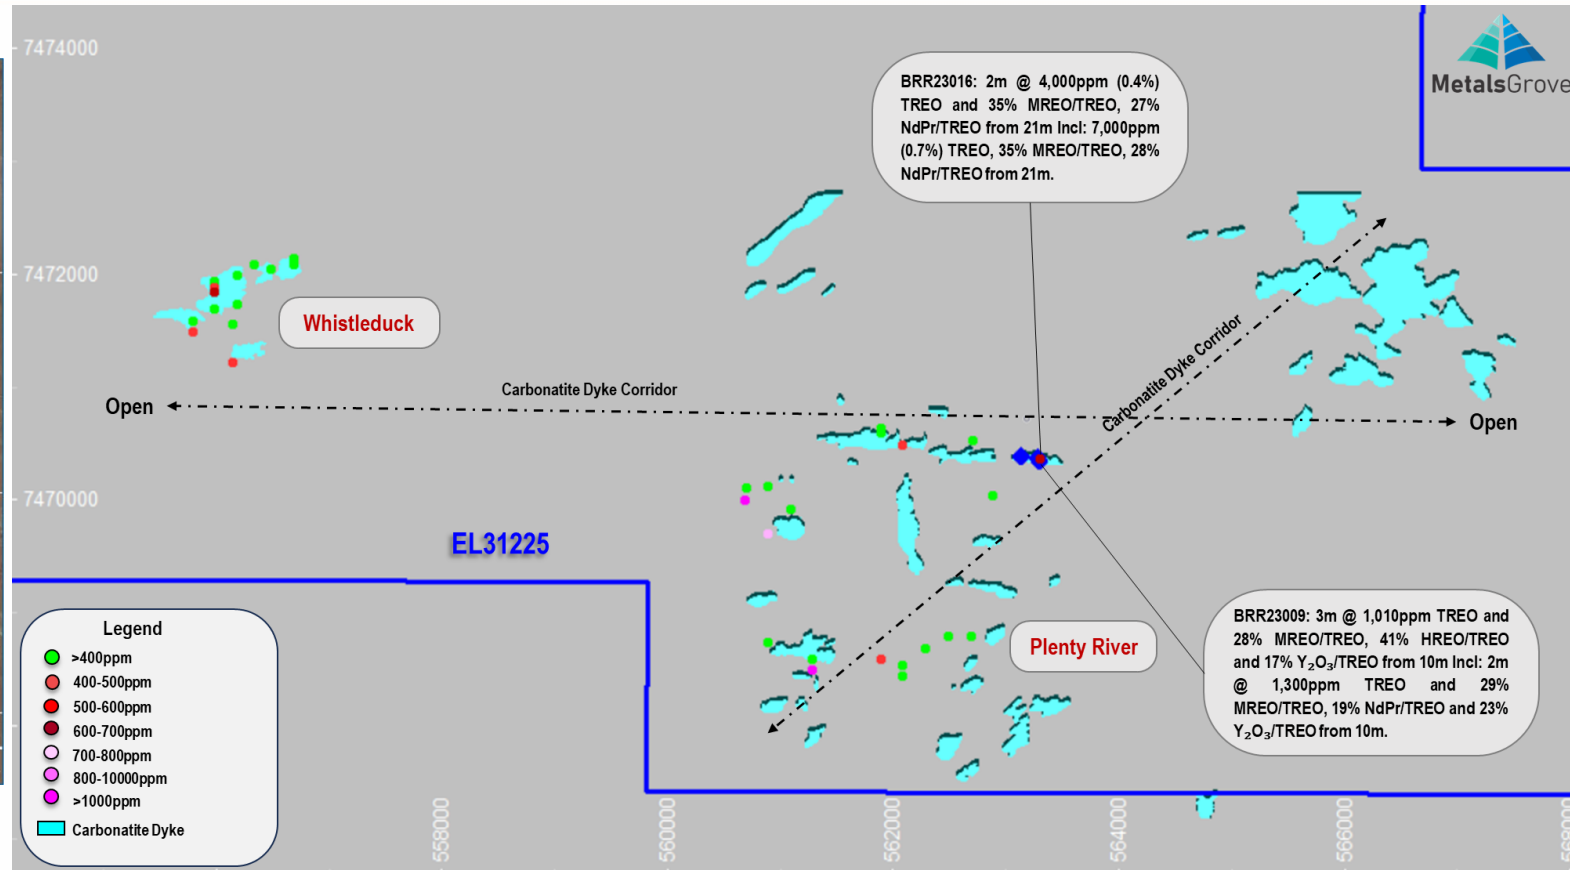 7474000
MetalsGrove
BRR23016: 2m @ 4,000ppm (0.4%)
TREO and 35% MREO/TREO, 27%
NdPr/TREO from 21m Incl: 7,000ppm
(0.7%) TREO, 35% MREO/TREO, 28%
NdPr/TREO from 21m.
7472000
Whistleduck
Carbonatite Dyke Corridor
Carbonatite Dyke Corridor
Open
Open
7470000
EL31225
Plenty River
BRR23009: 3m @ 1,010ppm TREO and
28% MREO/TREO, 41% HREO/TREO
and 17% Y₂O₃/TREO from 10m Incl: 2m
@ 1,300ppm TREO and 29%
MREO/TREO, 19% NdPr/TREO and 23%
Y₂O₃/TREO from 10m.
Legend
>400ppm
400-500ppm
500-600ppm
600-700ppm
700-800ppm
800-10000ppm
>1000ppm
Carbonatite Dyke
558000
560000
562000
564000
566000